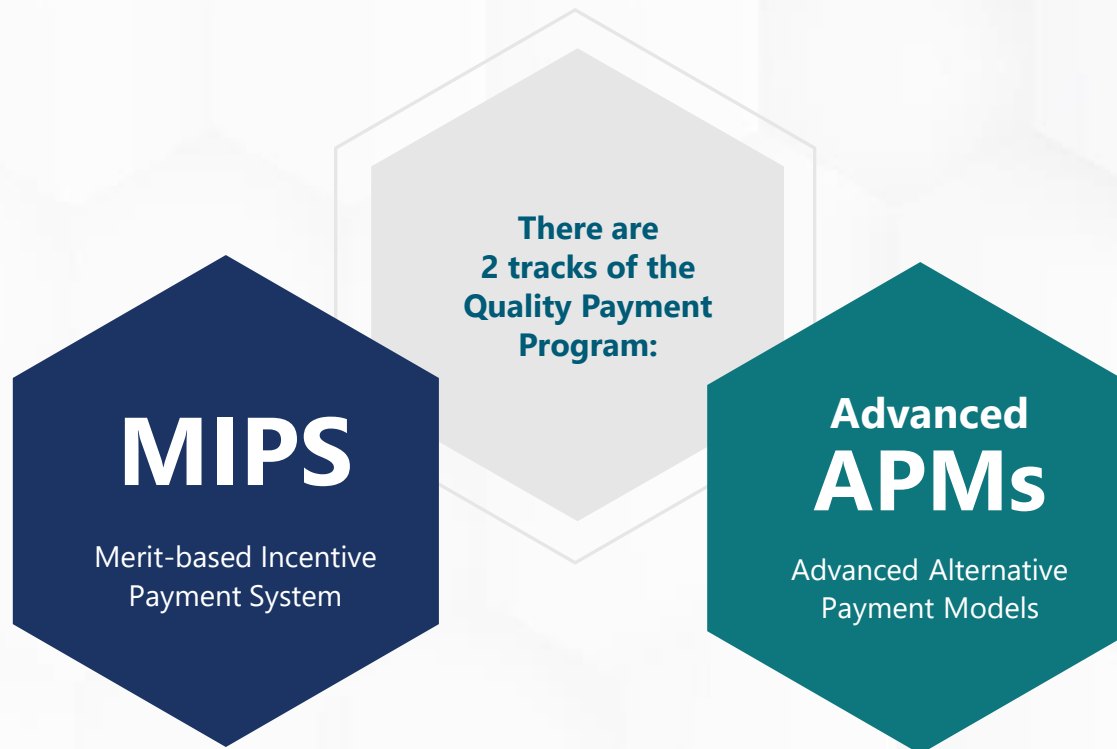 There are
2 tracks of the
Quality Payment
Program:
MIPS
Merit-based Incentive
Payment System
Advanced
APMs
Advanced Alternative
Payment Models